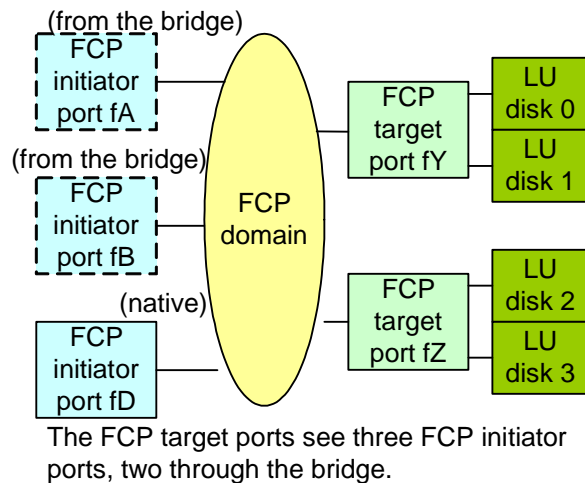 (from the bridge)
FCP
initiator
port fA
(from the bridge)
FCP
initiator
port fB
(native)
FCP
initiator
port fD
FCP
domain
FCP
target
port fY
LU
disk 0
LU
disk 1
FCP
target
port fZ
LU
disk 2
LU
disk 3
The FCP target ports see three FCP initiator
ports, two through the bridge.